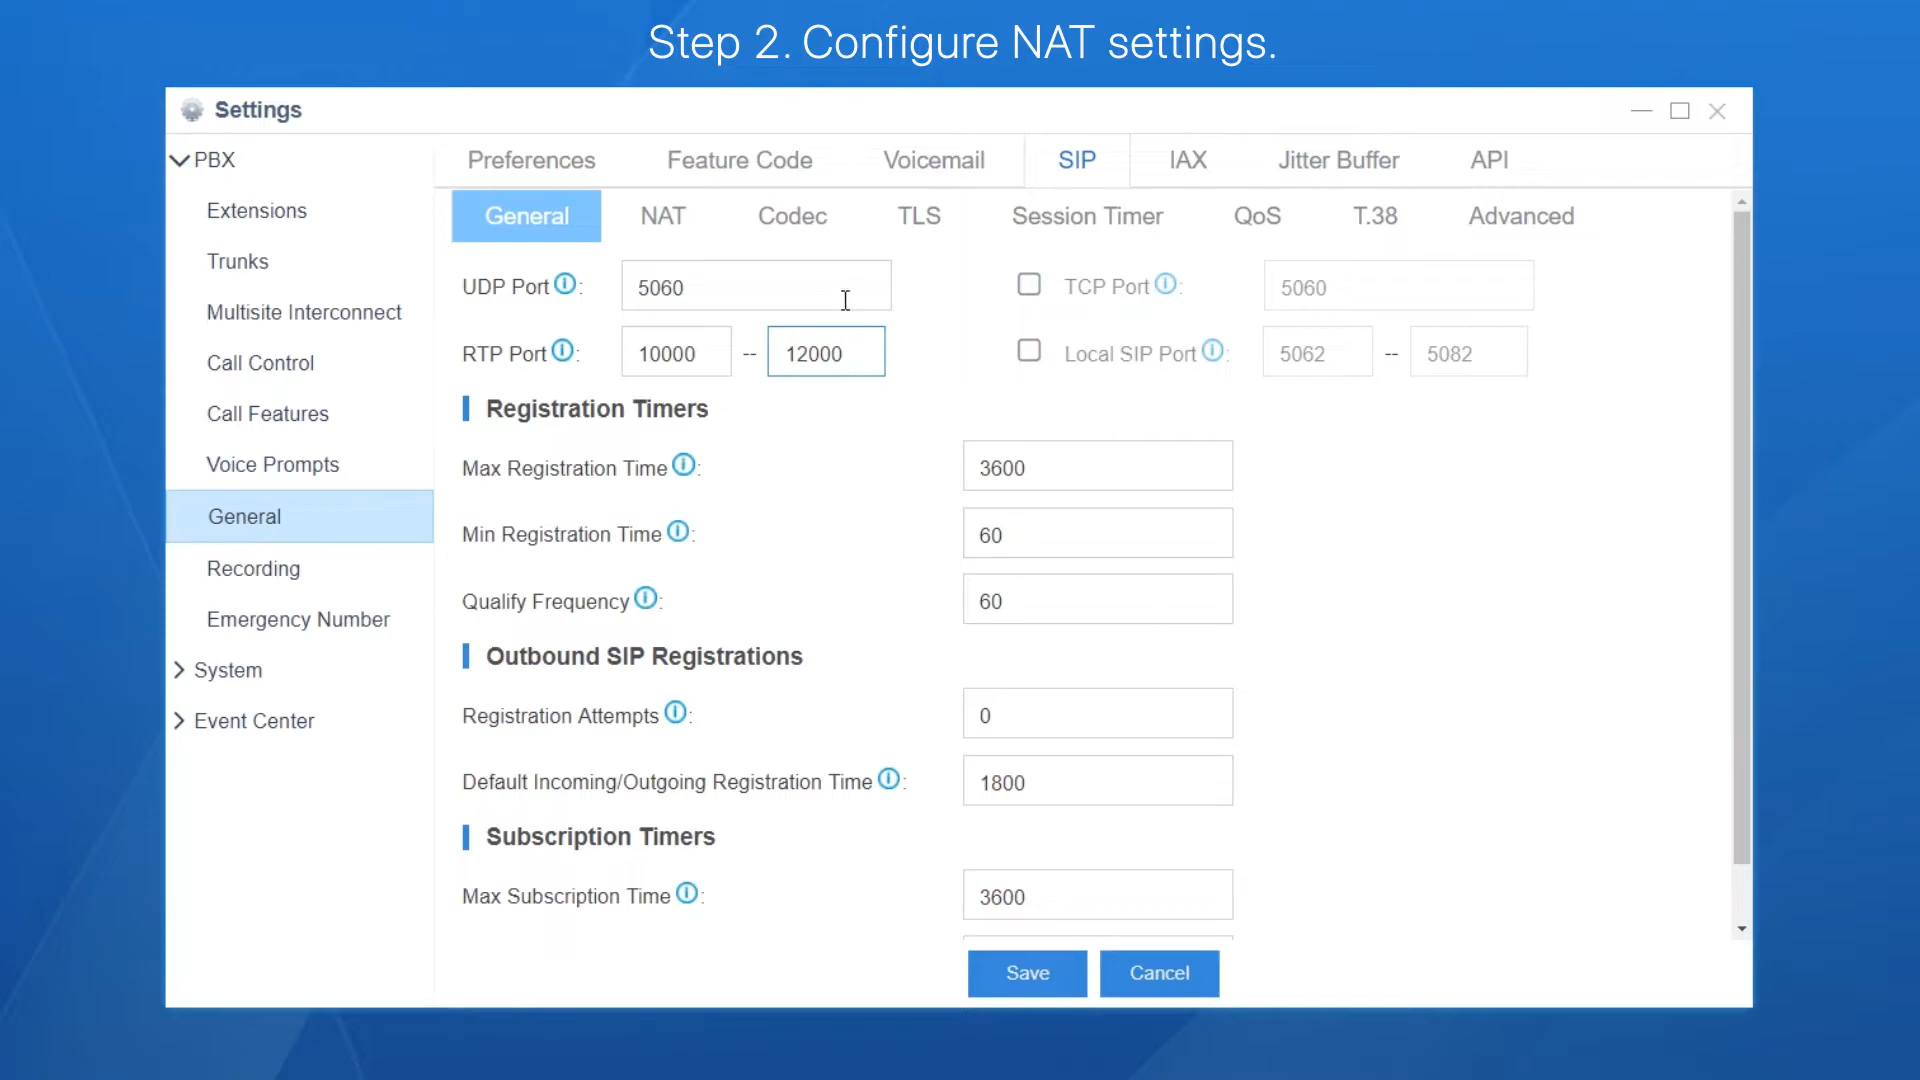 Step 2. Configure NAT settings.
Settings
PBX
Extensions
Trunks
Multisite Interconnect
Call Control
Call Features
Voice Prompts
General
Recording
Emergency Number
System
Event Center
Preferences Feature Code Voicemail SIP IAX Jitter Buffer API
General NAT Codec TLS Session Timer QoS T.38 Advanced
UDP Port : 5060 TCP Port : 5060
RTP Port : 10000 -- 12000 Local SIP Port : 5062 -- 5082
Registration Timers
Max Registration Time : 3600
Min Registration Time : 60
Qualify Frequency : 60
Outbound SIP Registrations
Registration Attempts : 0
Default Incoming/Outgoing Registration Time : 1800
Subscription Timers
Max Subscription Time : 3600
Save Cancel